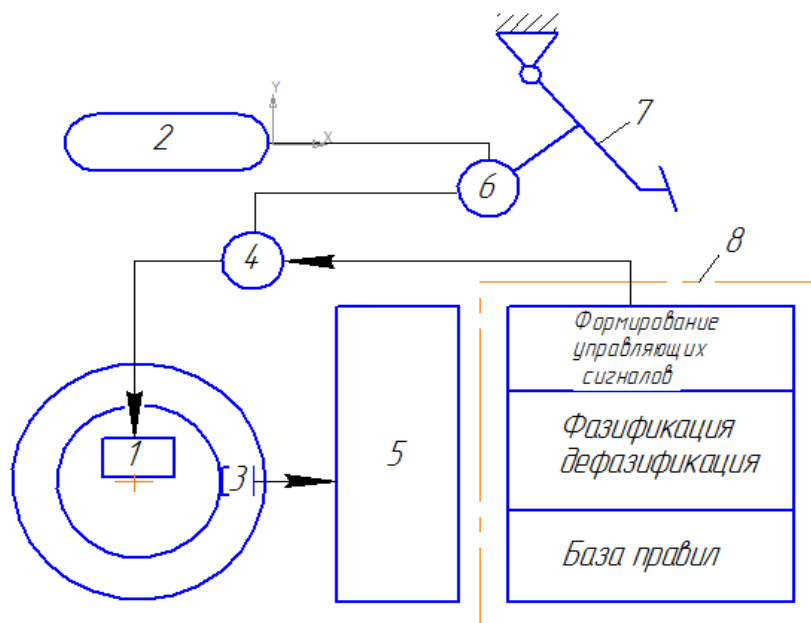 Y
7
2
X
6
8
4
Формирование
управляющих
сигналов
1
Фазификация
дефазификация
5
3
База правил